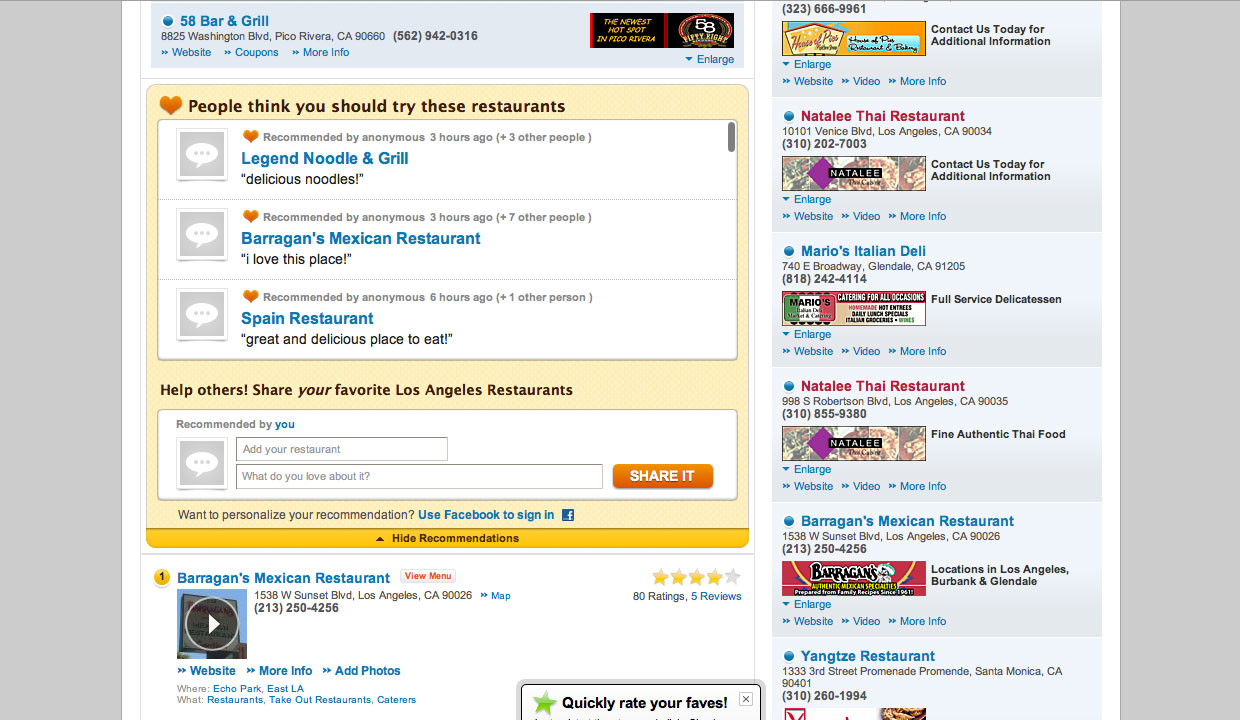 58 Bar & Grill
8825 Washington Blvd, Pico Rivera, CA 90660 (562) 942-0316
Website Coupons More Info
THE NEWEST
HOT SPOT
IN PICO RIVERA
58
FIFTY EIGHT
Enlarge
People think you should try these restaurants
Recommended by anonymous 3 hours ago (+ 3 other people )
Legend Noodle & Grill
“delicious noodles!”
Recommended by anonymous 3 hours ago (+ 7 other people )
Barragan's Mexican Restaurant
“i love this place!”
Recommended by anonymous 6 hours ago (+ 1 other person )
Spain Restaurant
“great and delicious place to eat!”
Help others! Share your favorite Los Angeles Restaurants
Recommended by you
Add your restaurant
What do you love about it?
SHARE IT
Want to personalize your recommendation? Use Facebook to sign in f
Hide Recommendations
1 Barragan's Mexican Restaurant View Menu
1538 W Sunset Blvd, Los Angeles, CA 90026 Map
(213) 250-4256
80 Ratings, 5 Reviews
BARRAGAN'S
MEXICAN
RESTAURANT
Website More Info Add Photos
Where: Echo Park, East LA
What: Restaurants, Take Out Restaurants, Caterers
Quickly rate your faves!
(323) 666-9961
House of Pies
House of Pies
Restaurant & Bakery
Contact Us Today for
Additional Information
Enlarge
Website Video More Info
Natalee Thai Restaurant
10101 Venice Blvd, Los Angeles, CA 90034
(310) 202-7003
NATALEE
Thai Cuisine
Contact Us Today for
Additional Information
Enlarge
Website Video More Info
Mario's Italian Deli
740 E Broadway, Glendale, CA 91205
(818) 242-4114
MARIO'S
Italian Deli
Market & Catering
CATERING FOR ALL OCCASIONS
HOMEMADE HOT ENTREES
DAILY LUNCH SPECIALS
ITALIAN GROCERIES • WINES
Full Service Delicatessen
Enlarge
Website Video More Info
Natalee Thai Restaurant
998 S Robertson Blvd, Los Angeles, CA 90035
(310) 855-9380
NATALEE
Thai Cuisine
Fine Authentic Thai Food
Enlarge
Website Video More Info
Barragan's Mexican Restaurant
1538 W Sunset Blvd, Los Angeles, CA 90026
(213) 250-4256
BARRAGAN'S
AUTHENTIC MEXICAN SPECIALTIES
Prepared from Family Recipes Since 1961!
Locations in Los Angeles,
Burbank & Glendale
Enlarge
Website Video More Info
Yangtze Restaurant
1333 3rd Street Promenade Promende, Santa Monica, CA
90401
(310) 260-1994